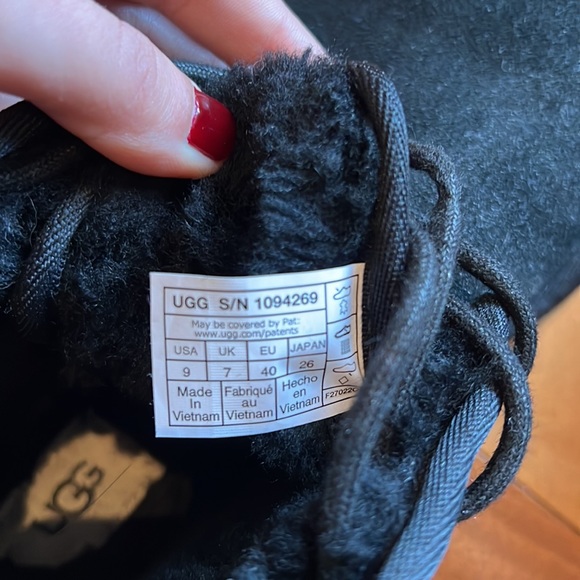 UGG S/N 1094269
May be covered by Pat:
www.ugg.com/patents
USA UK EU JAPAN
9 7 40 26
Made In Vietnam
Fabriqué au Vietnam
Hecho en Vietnam
UGG